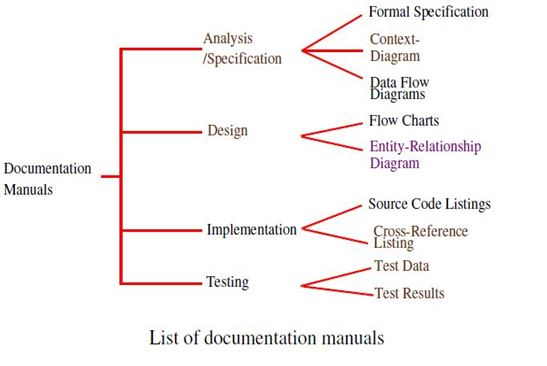 Documentation
Manuals
Analysis
/Specification
Formal Specification
Context-
Diagram
Data Flow
Diagrams
Design
Flow Charts
Entity-Relationship
Diagram
Implementation
Source Code Listings
Cross-Reference
Listing
Testing
Test Data
Test Results
List of documentation manuals